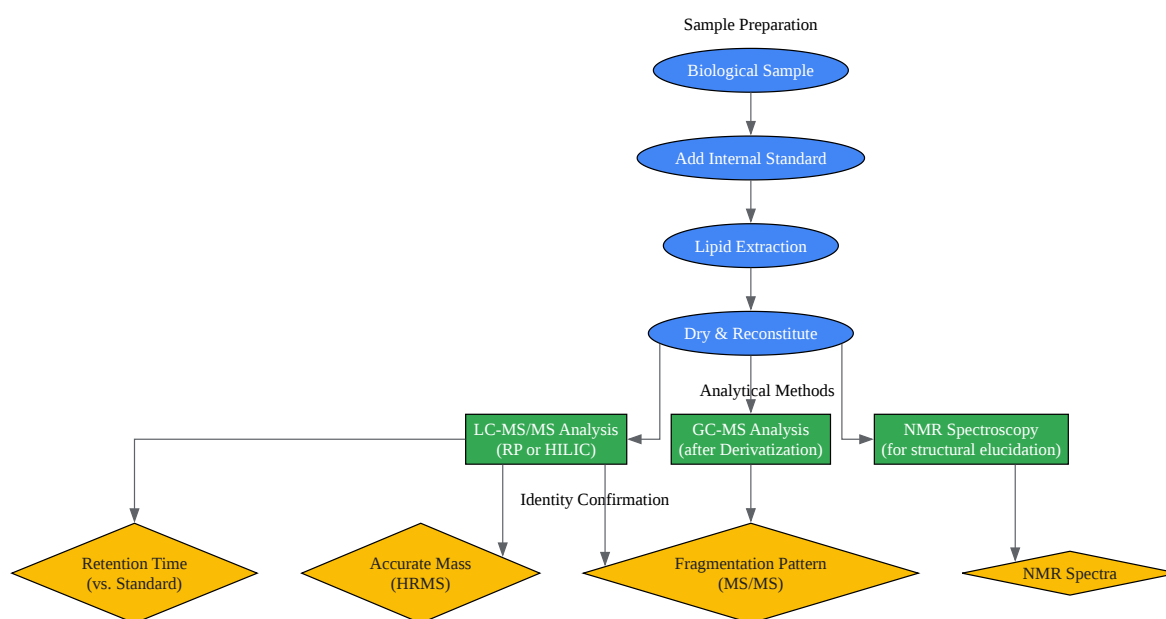 Sample Preparation
Biological Sample
Add Internal Standard
Lipid Extraction
Dry & Reconstitute
Analytical Methods
LC-MS/MS Analysis
(RP or HILIC)
GC-MS Analysis
(after Derivatization)
NMR Spectroscopy
(for structural elucidation)
Identity Confirmation
Retention Time
(vs. Standard)
Accurate Mass
(HRMS)
Fragmentation Pattern
(MS/MS)
NMR Spectra